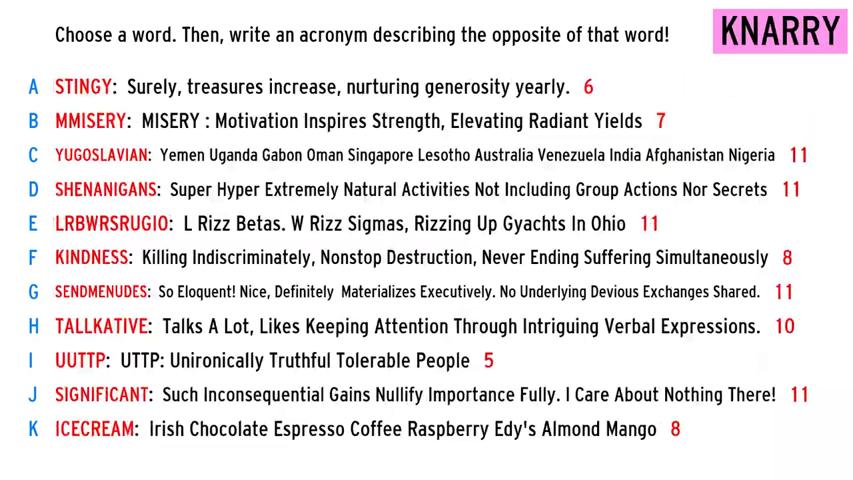 Choose a word. Then, write an acronym describing the opposite of that word!
KNARRY
A STINGY: Surely, treasures increase, nurturing generosity yearly. 6
B MMISERY: MISERY : Motivation Inspires Strength, Elevating Radiant Yields 7
C YUGOSLAVIAN: Yemen Uganda Gabon Oman Singapore Lesotho Australia Venezuela India Afghanistan Nigeria 11
D SHENANIGANS: Super Hyper Extremely Natural Activities Not Including Group Actions Nor Secrets 11
E LRBWRSRUGIO: L Rizz Betas. W Rizz Sigmas, Rizzing Up Gyachts In Ohio 11
F KINDNESS: Killing Indiscriminately, Nonstop Destruction, Never Ending Suffering Simultaneously 8
G SENDMENUDES: So Eloquent! Nice, Definitely Materializes Executively. No Underlying Devious Exchanges Shared. 11
H TALLKATIVE: Talks A Lot, Likes Keeping Attention Through Intriguing Verbal Expressions. 10
I UUTTP: UTTP: Unironically Truthful Tolerable People 5
J SIGNIFICANT: Such Inconsequential Gains Nullify Importance Fully. I Care About Nothing There! 11
K ICECREAM: Irish Chocolate Espresso Coffee Raspberry Edy's Almond Mango 8